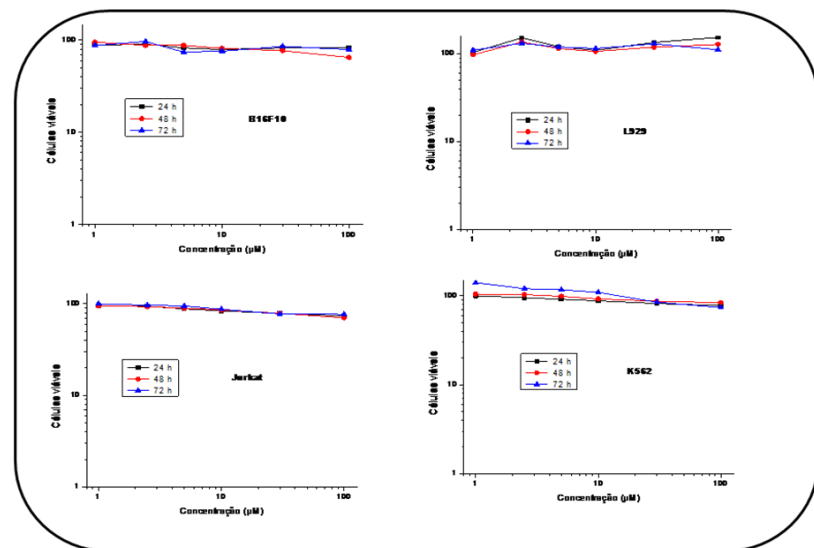 100
10
1
Células viáveis
24 h
48 h
72 h
B16F10
1
10
100
Concentração (µM)
100
10
1
Células viáveis
24 h
48 h
72 h
L929
1
10
100
Concentração (µM)
100
10
1
Células viáveis
24 h
48 h
72 h
Jurkat
1
10
100
Concentração (µM)
100
10
1
Células viáveis
24 h
48 h
72 h
K562
1
10
100
Concentração (µM)